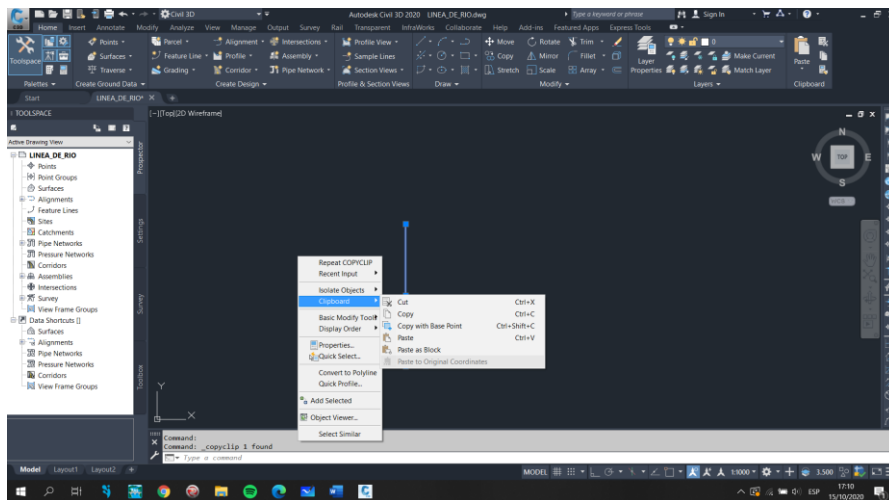 Civil 3D
Autodesk Civil 3D 2020 LINEA_DE_RIO.dwg
Type a keyword or phrase
Sign In
Home Insert Annotate Modify Analyze View Manage Output Survey Rail Transparent InfraWorks Collaborate Help Add-ins Featured Apps Express Tools
Toolspace
Points
Surfaces
Traverse
Parcel
Feature Line
Grading
Alignment
Profile
Corridor
Intersections
Assembly
Pipe Network
Profile View
Sample Lines
Section Views
Move
Copy
Stretch
Rotate
Mirror
Scale
Trim
Fillet
Array
Layer
Properties
0
Make Current
Match Layer
Paste
Palettes
Create Ground Data
Create Design
Profile & Section Views
Draw
Modify
Layers
Clipboard
Start
LINEA_DE_RIO*
TOOLSPACE
Active Drawing View
LINEA_DE_RIO
Points
Point Groups
Surfaces
Alignments
Feature Lines
Sites
Catchments
Pipe Networks
Pressure Networks
Corridors
Assemblies
Intersections
Survey
View Frame Groups
Data Shortcuts []
Surfaces
Alignments
Pipe Networks
Pressure Networks
Corridors
View Frame Groups
Prospector
Settings
Survey
Toolbox
[-][Top][2D Wireframe]
N
W
TOP
E
S
WCS
Repeat COPYCLIP
Recent Input
Isolate Objects
Clipboard
Basic Modify Tools
Display Order
Properties...
Quick Select...
Convert to Polyline
Quick Profile...
Add Selected
Object Viewer...
Select Similar
Cut Ctrl+X
Copy Ctrl+C
Copy with Base Point Ctrl+Shift+C
Paste Ctrl+V
Paste as Block
Paste to Original Coordinates
Y
X
Command:
Command: _copyclip 1 found
Type a command
Model Layout1 Layout2 +
MODEL
1:1000
3.500
ESP
17:10
15/10/2020